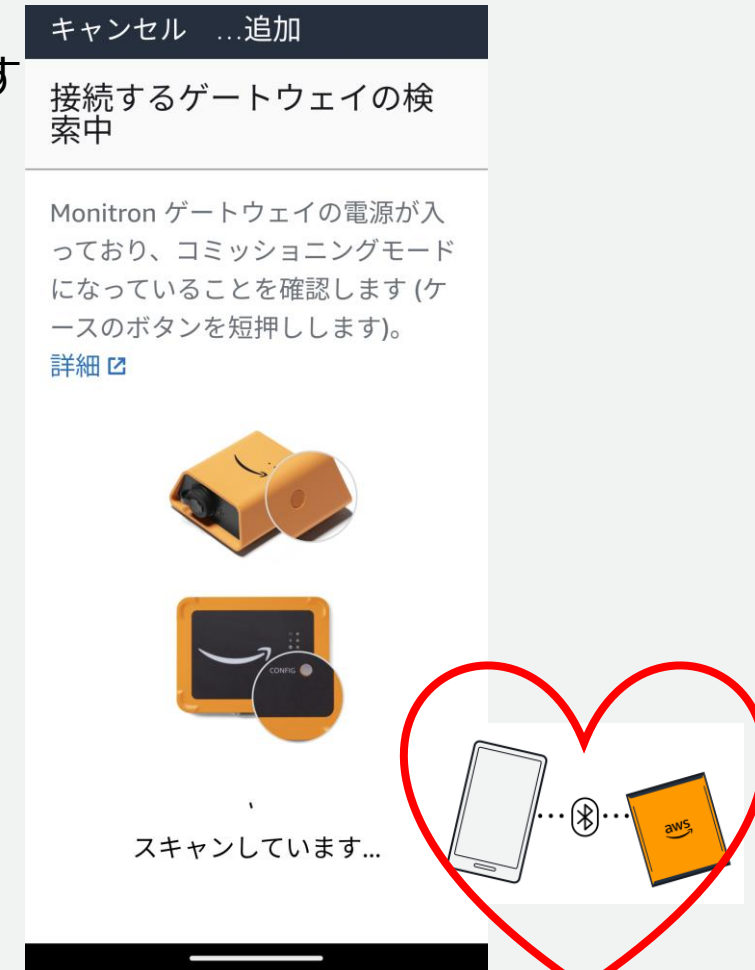 キャンセル …追加
す
接続するゲートウェイの検
索中
Monitron ゲートウェイの電源が入
っており、コミッショニングモード
になっていることを確認します (ケ
ースのボタンを短押しします)。
詳細
CONFIG
スキャンしています...
aws